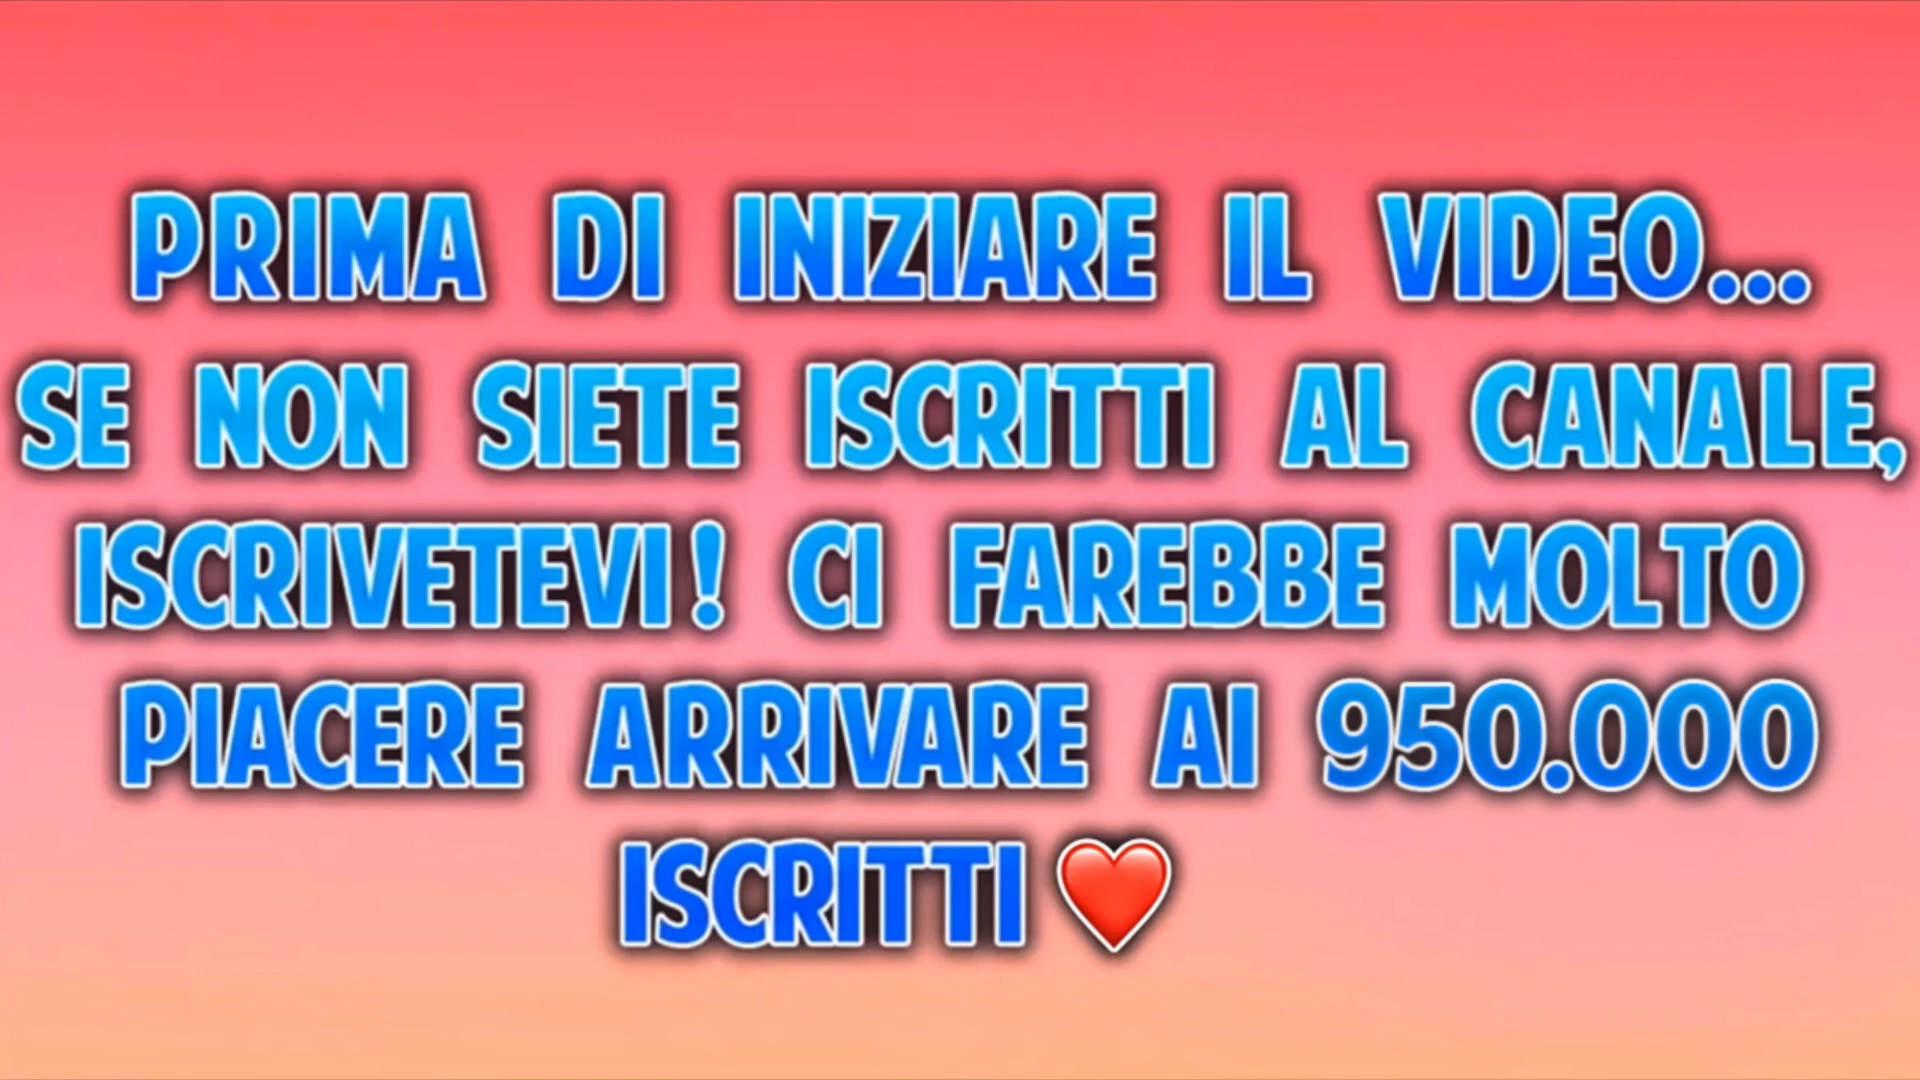 PRIMA DI INIZIARE IL VIDEO...
SE NON SIETE ISCRITTI AL CANALE,
ISCRIVETEVI! CI FAREBBE MOLTO
PIACERE ARRIVARE AI 950.000
ISCRITTI ❤️